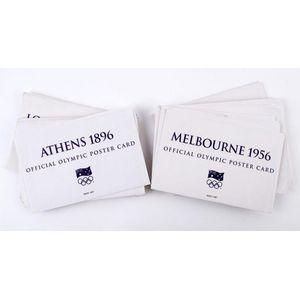 ATHENS 1896
OFFICIAL OLYMPIC POSTER CARD
MELBOURNE 1956
OFFICIAL OLYMPIC POSTER CARD